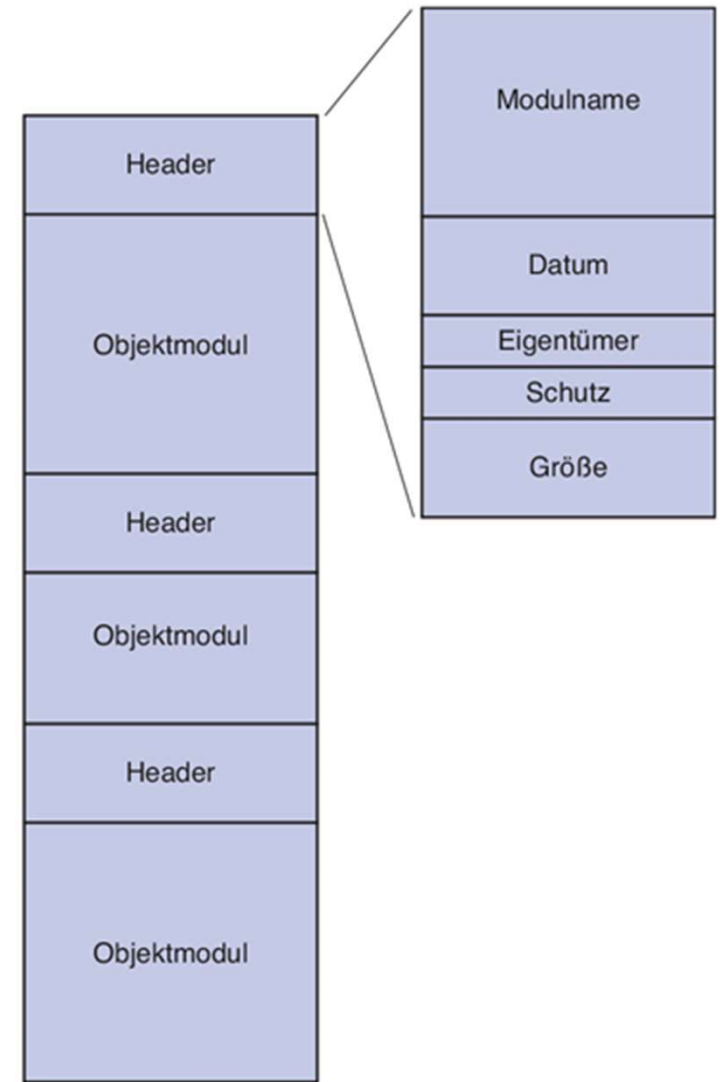 Header
Objektmodul
Header
Objektmodul
Header
Objektmodul
Modulname
Datum
Eigentümer
Schutz
Größe